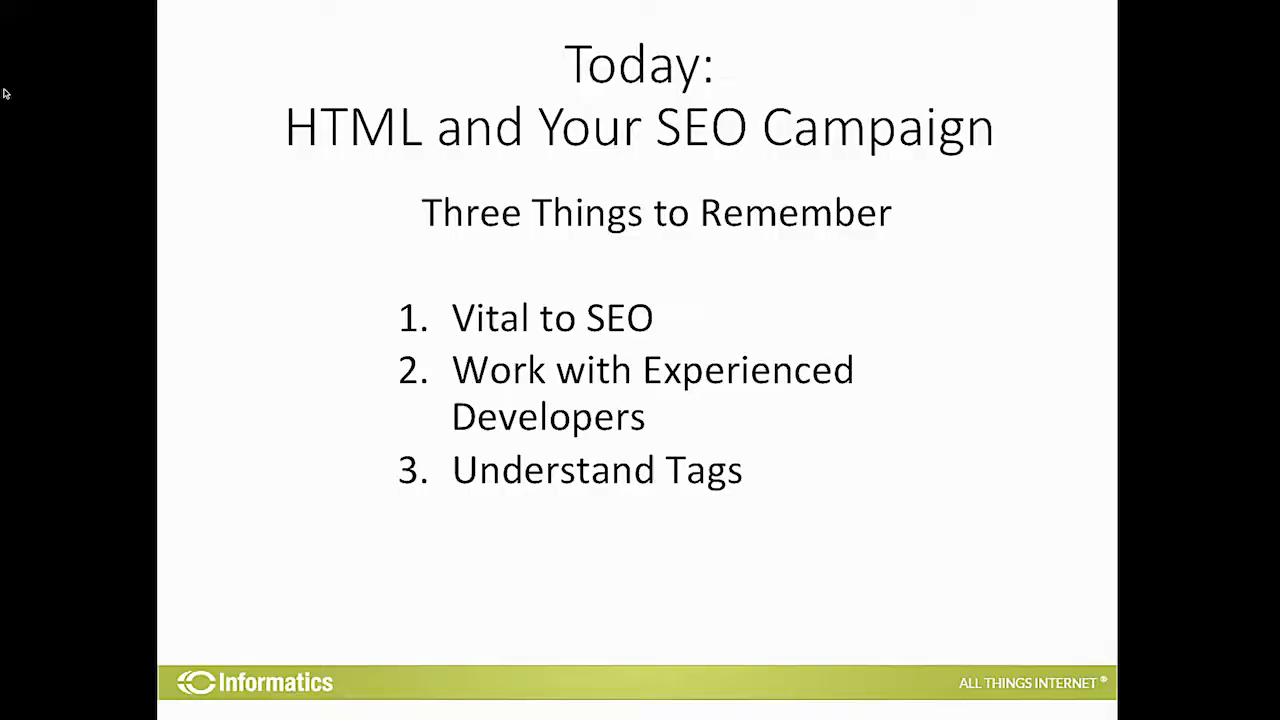 Today:
HTML and Your SEO Campaign
Three Things to Remember
1. Vital to SEO
2. Work with Experienced
Developers
3. Understand Tags
Informatics
ALL THINGS INTERNET ®